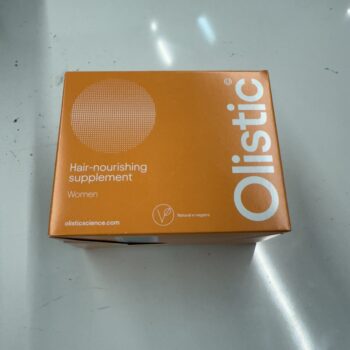 Olistic
Hair-nourishing
supplement
Women
olisticscience.com